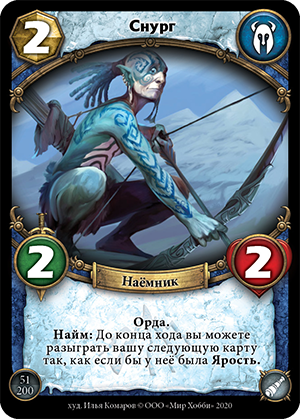 2
Снург
2
2
Наёмник
Орда.
Найм: До конца хода вы можете
разыграть вашу следующую карту
так, как если бы у неё была Ярость.
51
200
худ. Илья Комаров © ООО «Мир Хобби» 2020